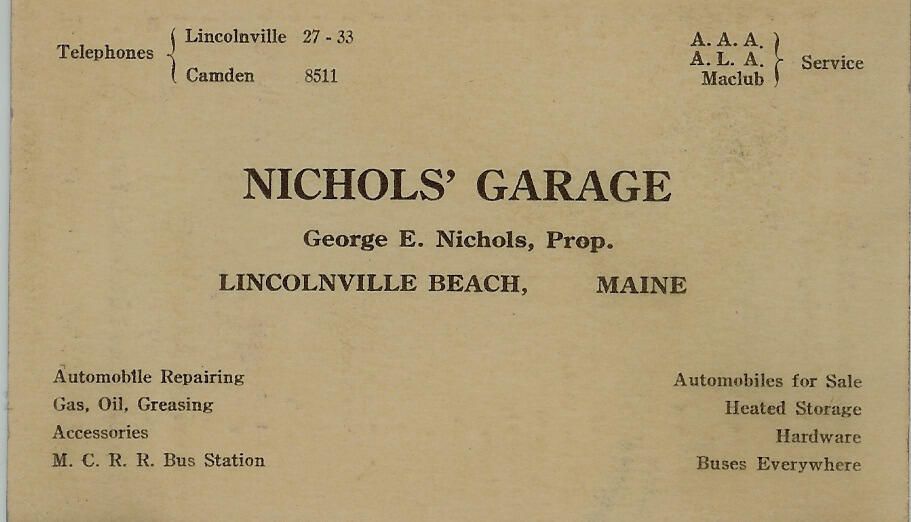 Telephones
Lincolnville 27 - 33
Camden 8511
A. A. A.
A. L. A.
Maclub
Service
NICHOLS' GARAGE
George E. Nichols, Prop.
LINCOLNVILLE BEACH, MAINE
Automobile Repairing
Gas, Oil, Greasing
Accessories
M. C. R. R. Bus Station
Automobiles for Sale
Heated Storage
Hardware
Buses Everywhere